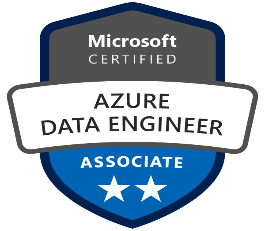 Microsoft
CERTIFIED
AZURE
DATA ENGINEER
ASSOCIATE